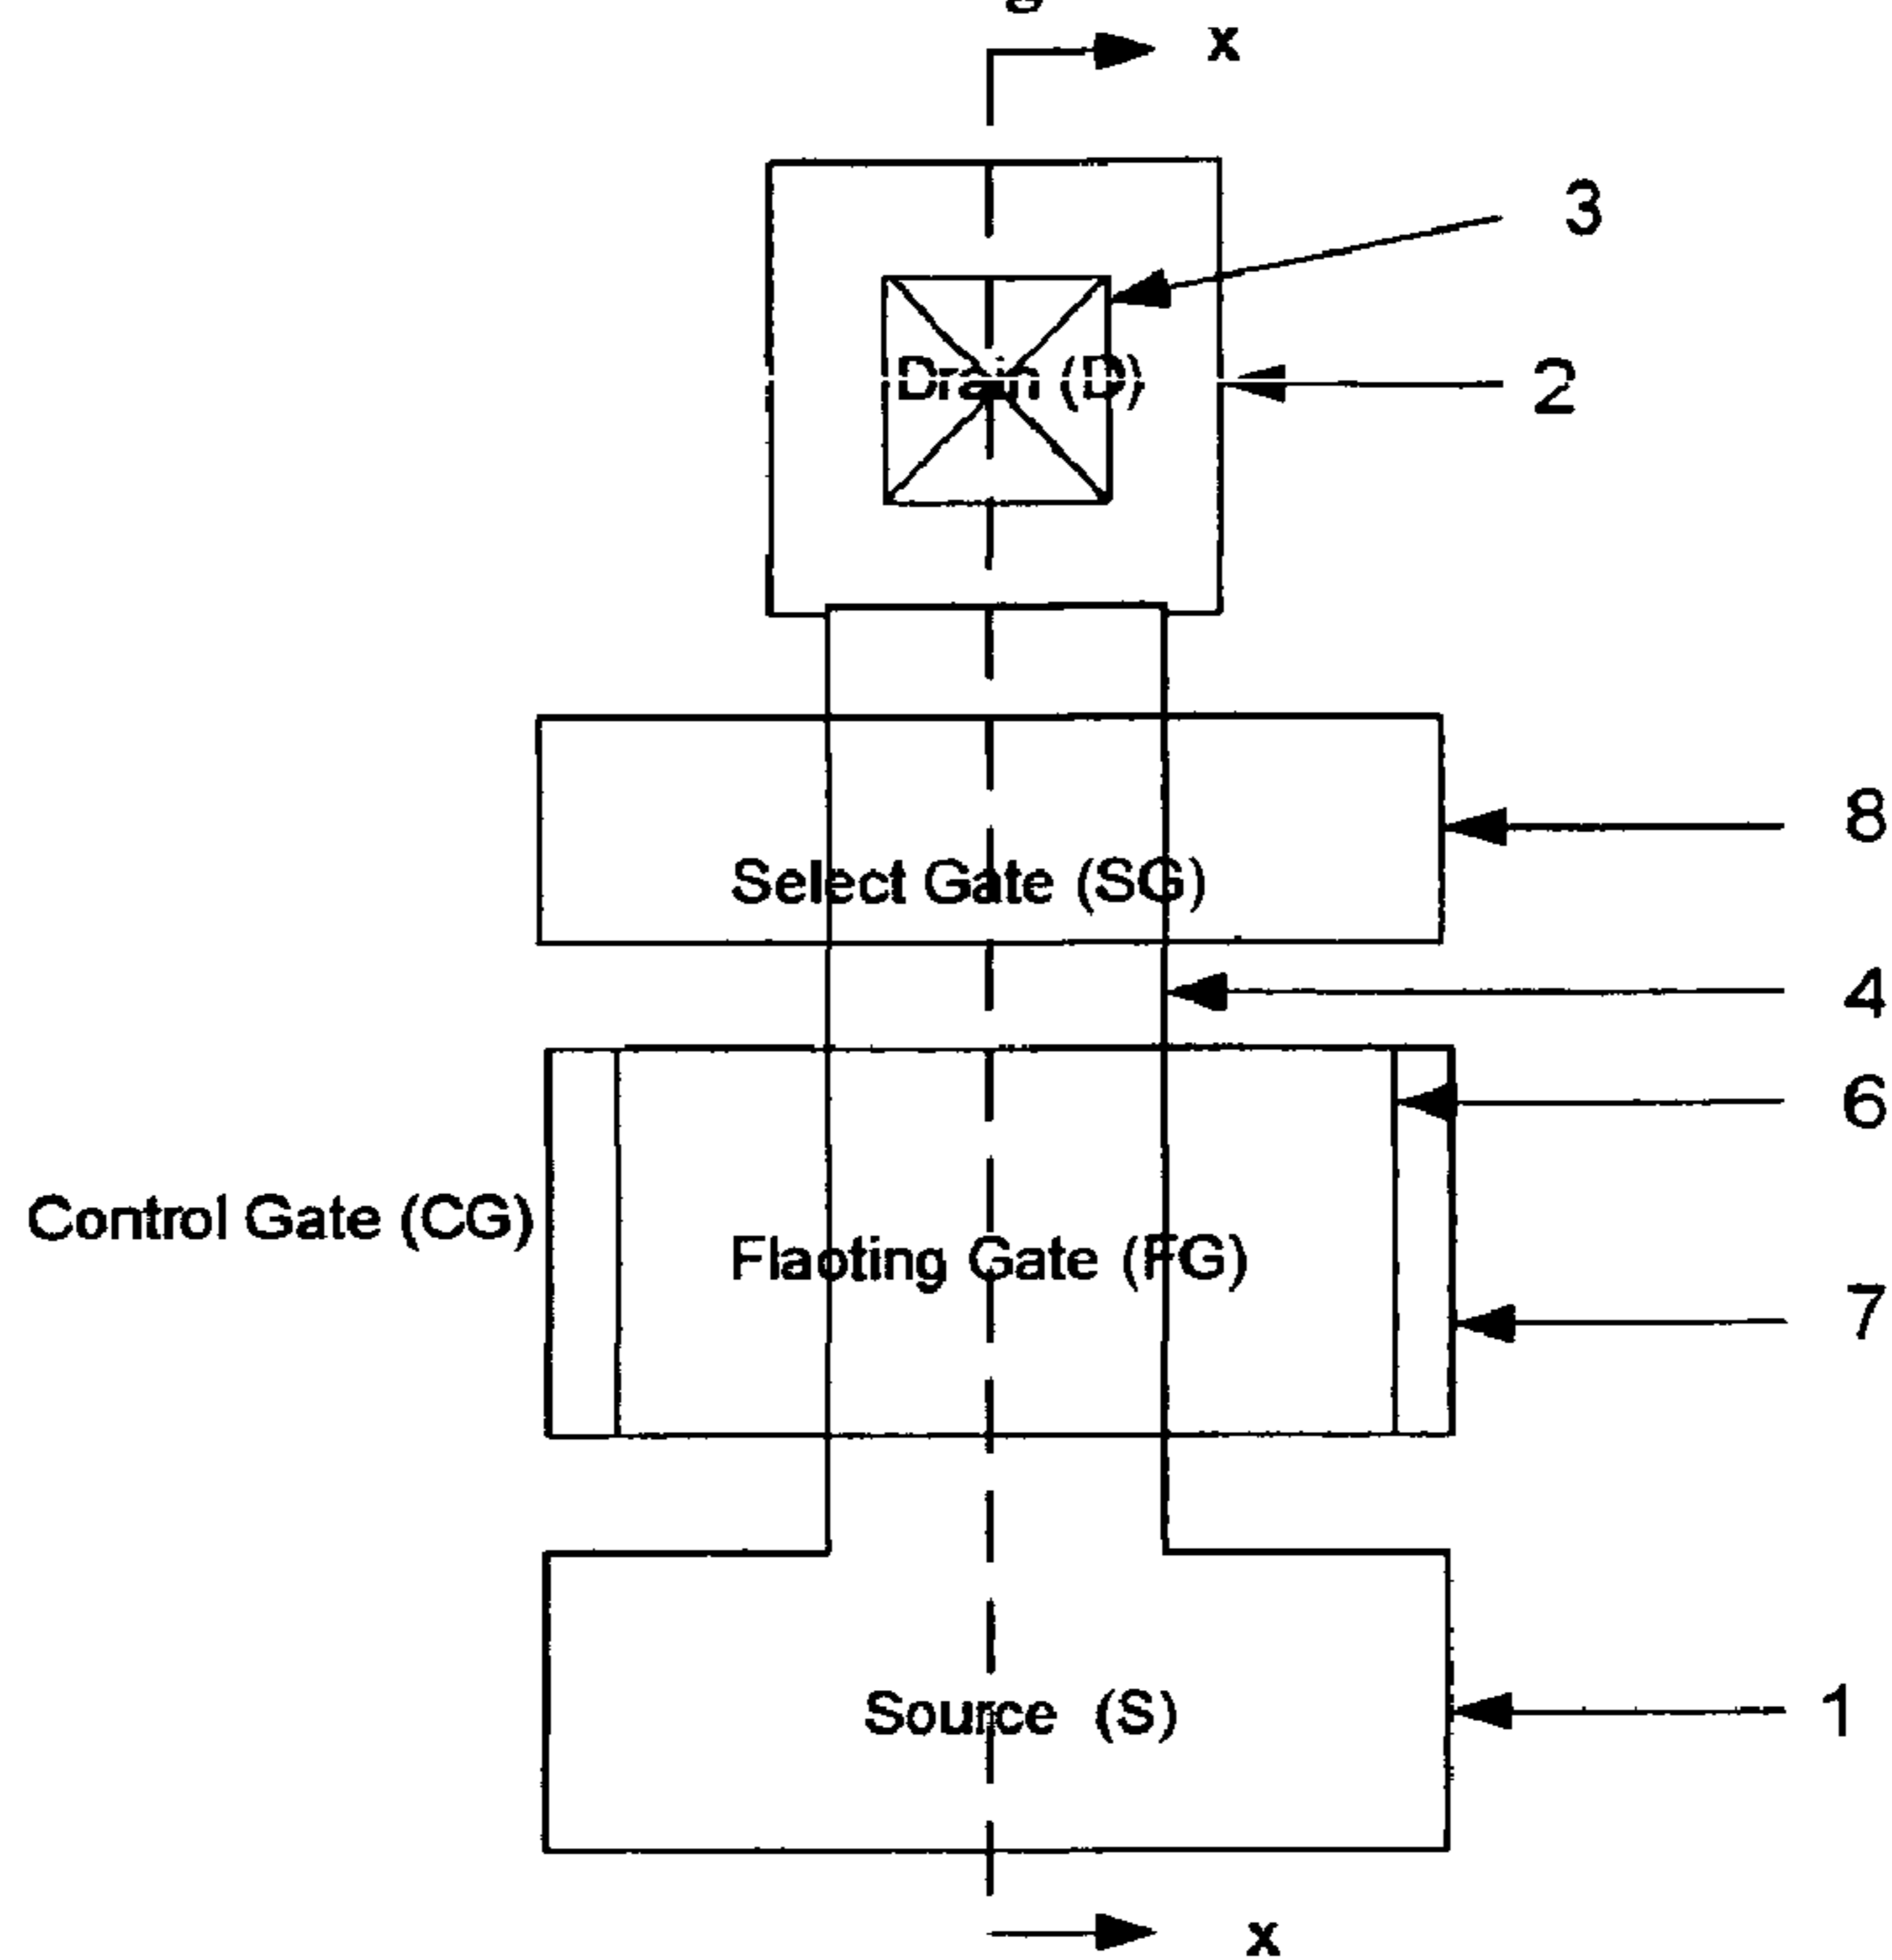 x
3
Drain (D)
2
8
Select Gate (SG)
4
6
Control Gate (CG)
Flaoting Gate (FG)
7
Source (S)
1
x